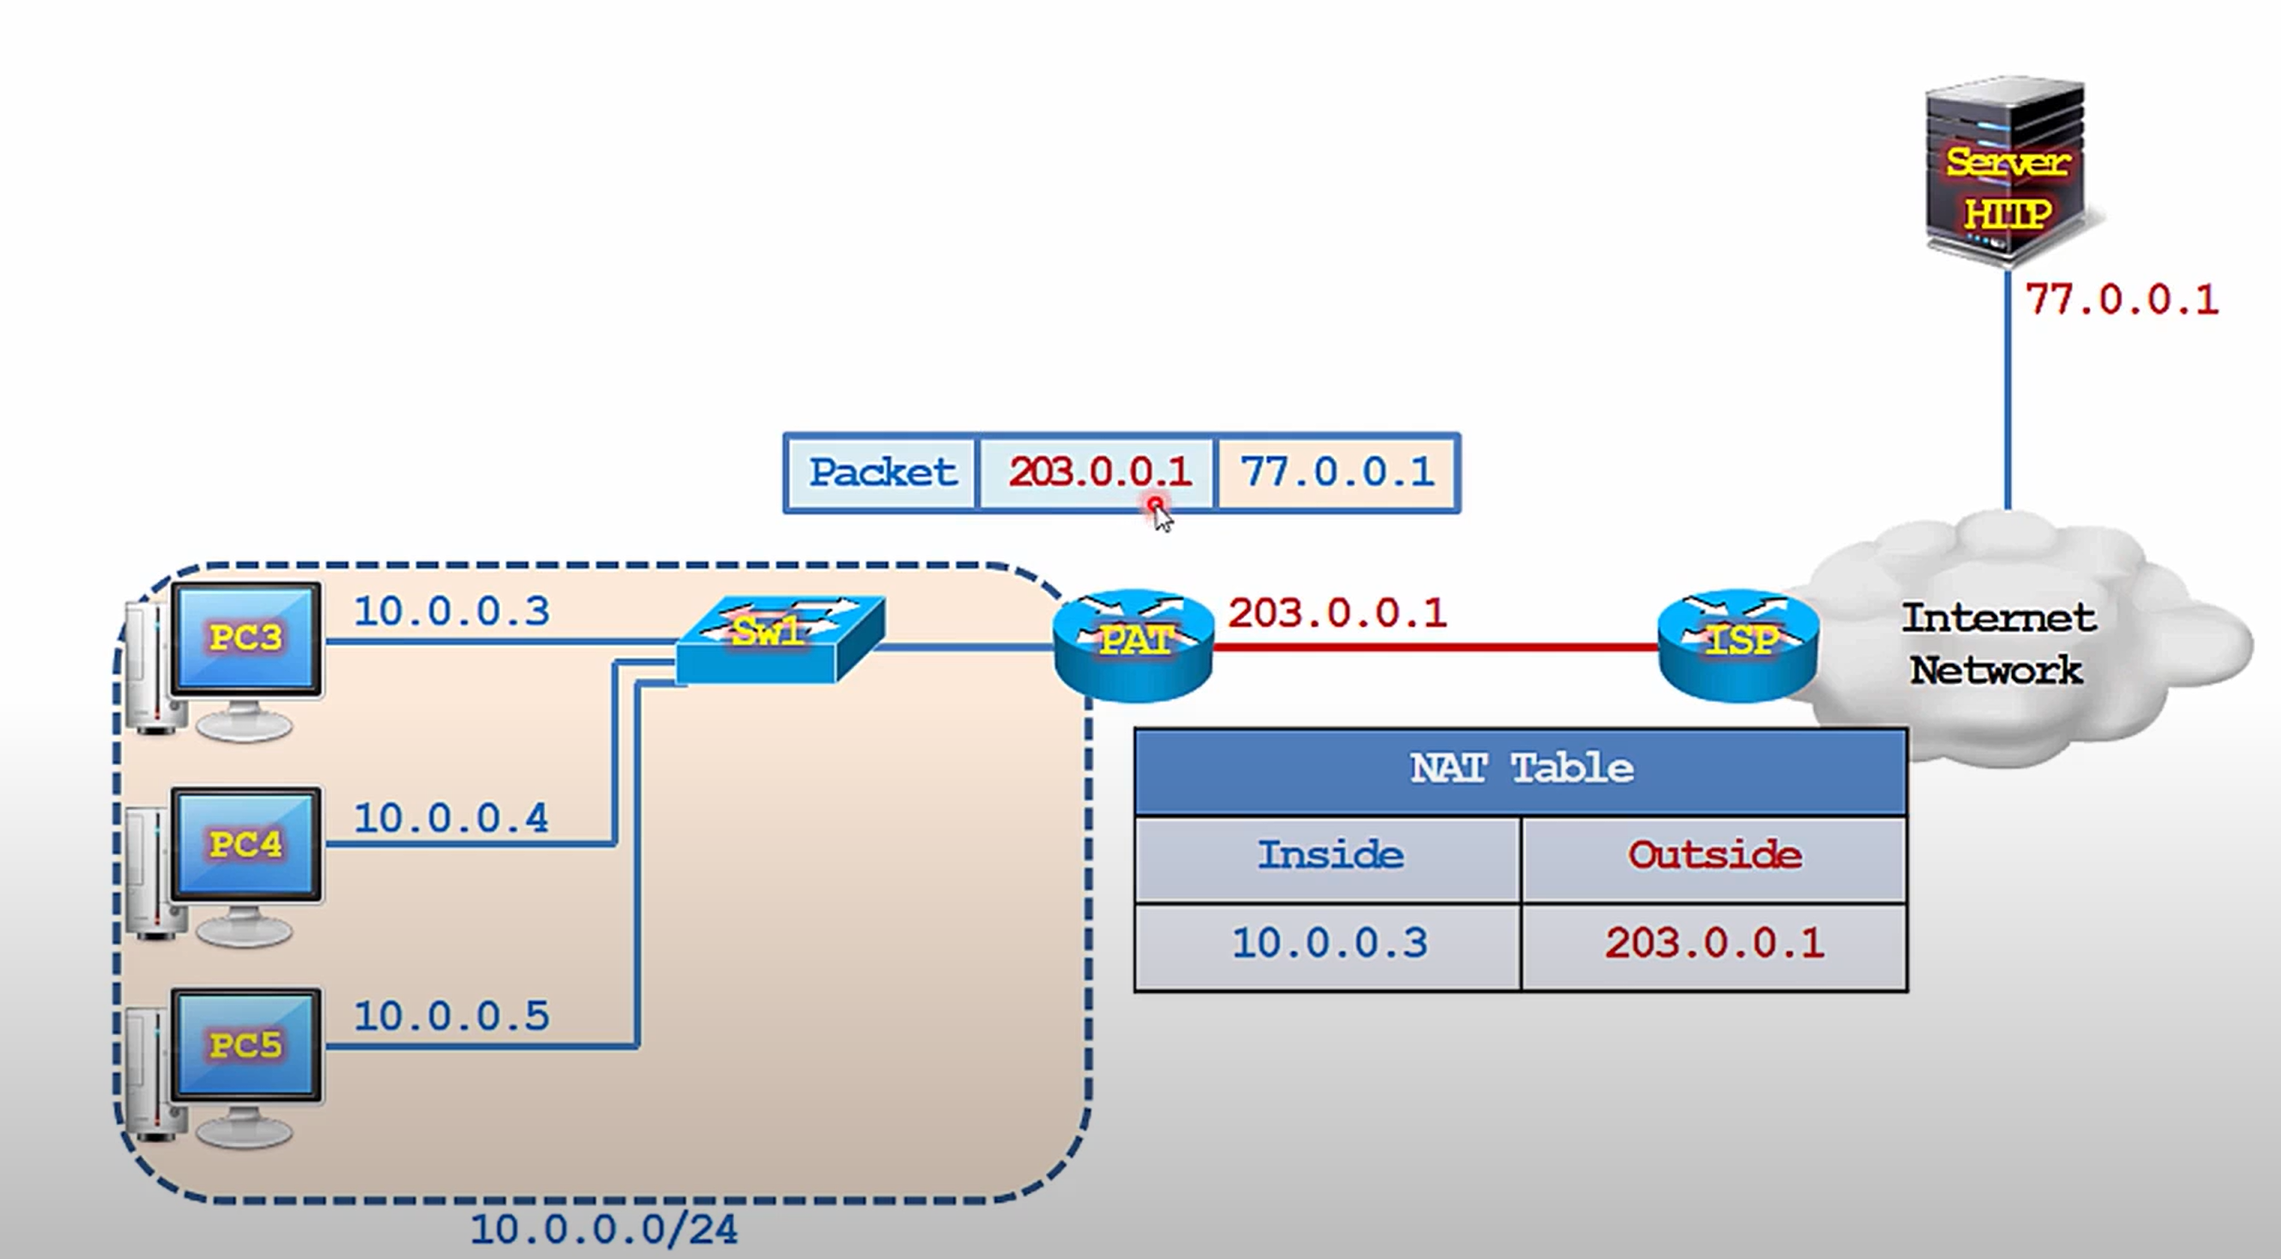 Server
HTTP
77.0.0.1
Packet 203.0.0.1 77.0.0.1
PC3
10.0.0.3
Sw1
PAT
203.0.0.1
ISP
Internet
Network
PC4
10.0.0.4
PC5
10.0.0.5
NAT Table
Inside Outside
10.0.0.3 203.0.0.1
10.0.0.0/24